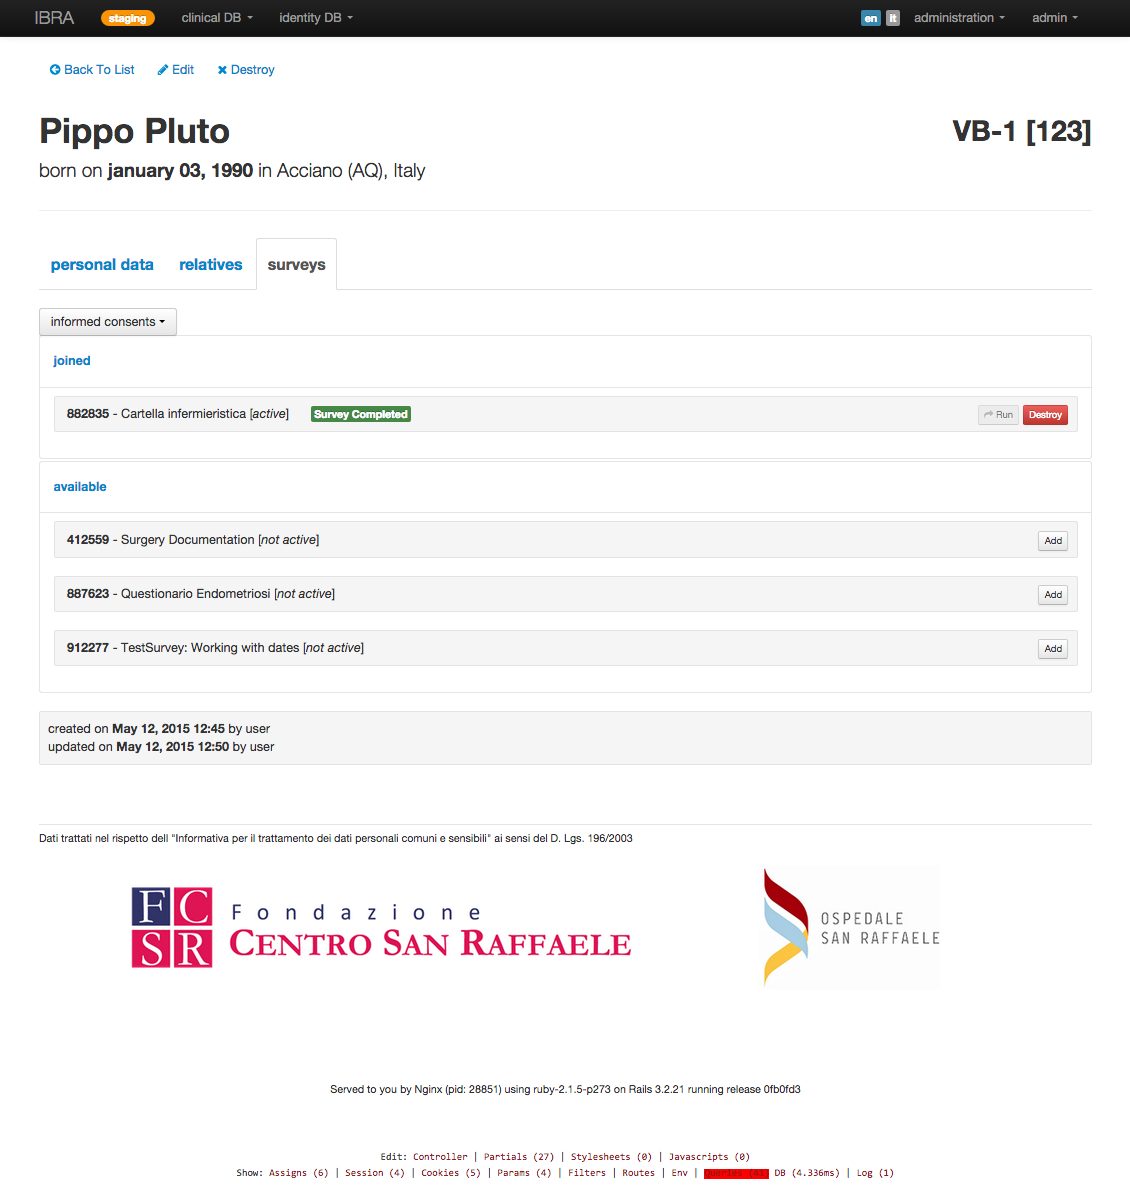 IBRA staging clinical DB identity DB en it administration admin
Back To List Edit Destroy
Pippo Pluto VB-1 [123]
born on january 03, 1990 in Acciano (AQ), Italy
personal data relatives surveys
informed consents
joined
882835 - Cartella infermieristica [active] Survey Completed Run Destroy
available
412559 - Surgery Documentation [not active] Add
887623 - Questionario Endometriosi [not active] Add
912277 - TestSurvey: Working with dates [not active] Add
created on May 12, 2015 12:45 by user
updated on May 12, 2015 12:50 by user
Dati trattati nel rispetto dell "Informativa per il trattamento dei dati personali comuni e sensibili" ai sensi del D. Lgs. 196/2003
FC
SR
Fondazione
CENTRO SAN RAFFAELE
OSPEDALE
SAN RAFFAELE
Served to you by Nginx (pid: 28851) using ruby-2.1.5-p273 on Rails 3.2.21 running release 0fb0fd3
Edit: Controller | Partials (27) | Stylesheets (0) | Javascripts (0)
Show: Assigns (6) | Session (4) | Cookies (5) | Params (4) | Filters | Routes | Env | DB (4.336ms) | Log (1)